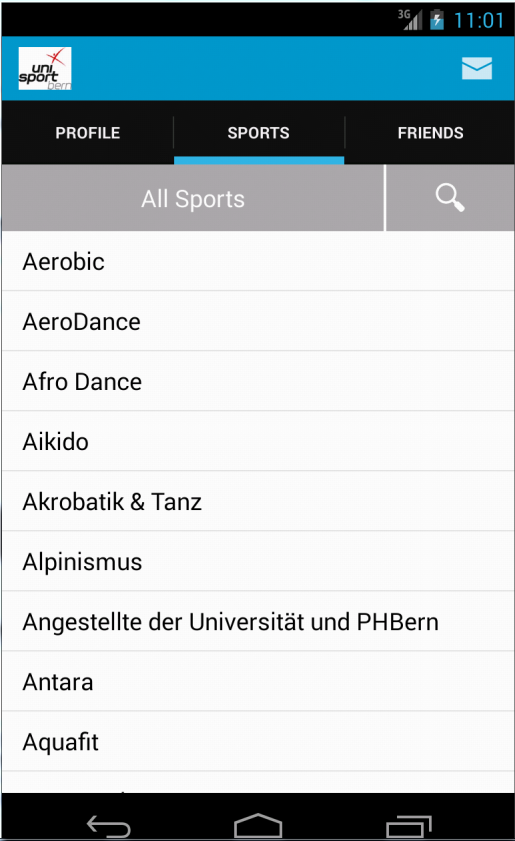 3G 11:01
uni
sport
bern
PROFILE SPORTS FRIENDS
All Sports
Aerobic
AeroDance
Afro Dance
Aikido
Akrobatik & Tanz
Alpinismus
Angestellte der Universität und PHBern
Antara
Aquafit